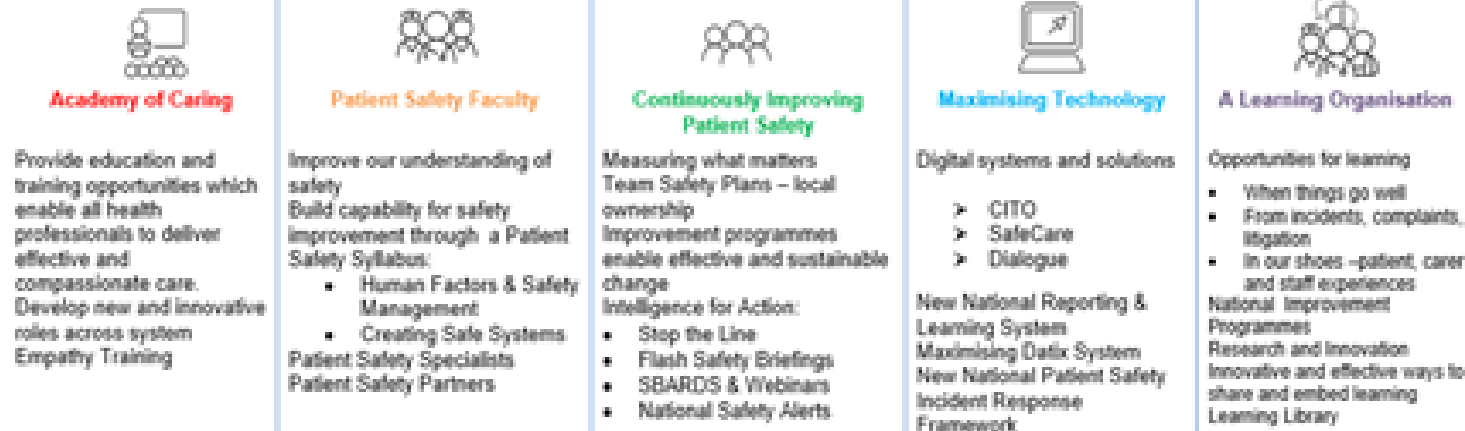 Academy of Caring
Provide education and
training opportunities which
enable all health
professionals to deliver
effective and
compassionate care.
Develop new and innovative
roles across system
Empathy Training
Patient Safety Faculty
Improve our understanding of
safety
Build capability for safety
improvement through a Patient
Safety Syllabus:
• Human Factors & Safety
Management
• Creating Safe Systems
Patient Safety Specialists
Patient Safety Partners
Continuously Improving
Patient Safety
Measuring what matters
Team Safety Plans – local
ownership
Improvement programmes
enable effective and sustainable
change
Intelligence for Action:
• Stop the Line
• Flash Safety Briefings
• SBARDS & Webinars
• National Safety Alerts
Maximising Technology
Digital systems and solutions
➢ CITO
➢ SafeCare
➢ Dialogue
New National Reporting &
Learning System
Maximising Datix System
New National Patient Safety
Incident Response
Framework
A Learning Organisation
Opportunities for learning
• When things go well
• From incidents, complaints,
litigation
• In our shoes –patient, carer
and staff experiences
National Improvement
Programmes
Research and Innovation
Innovative and effective ways to
share and embed learning
Learning Library